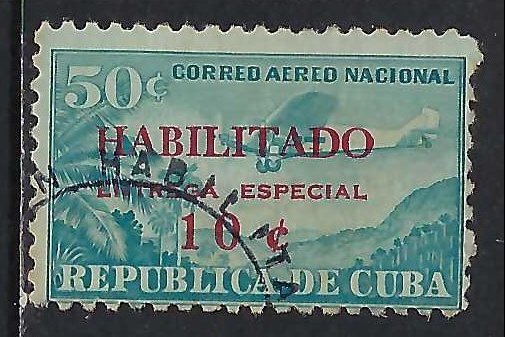 50¢ CORREO AEREO NACIONAL
HABILITADO
ENTREGA ESPECIAL
10 ¢
REPUBLICA DE CUBA